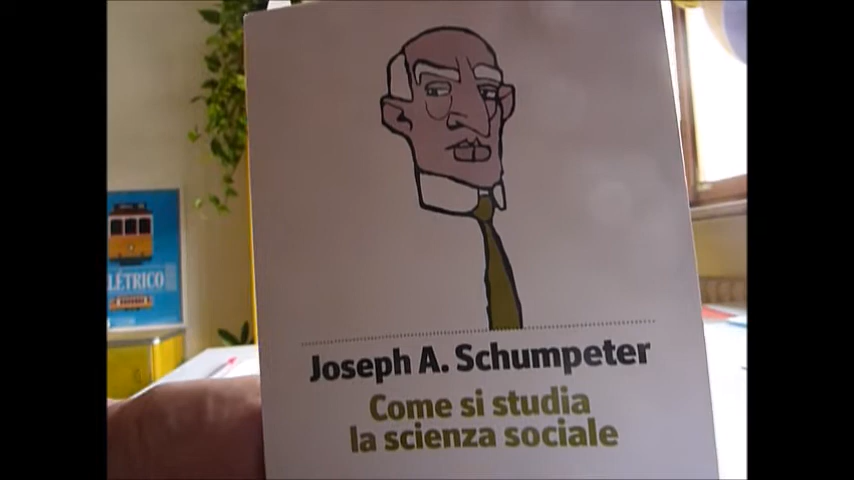 Joseph A. Schumpeter
Come si studia
la scienza sociale
LÉTRICO